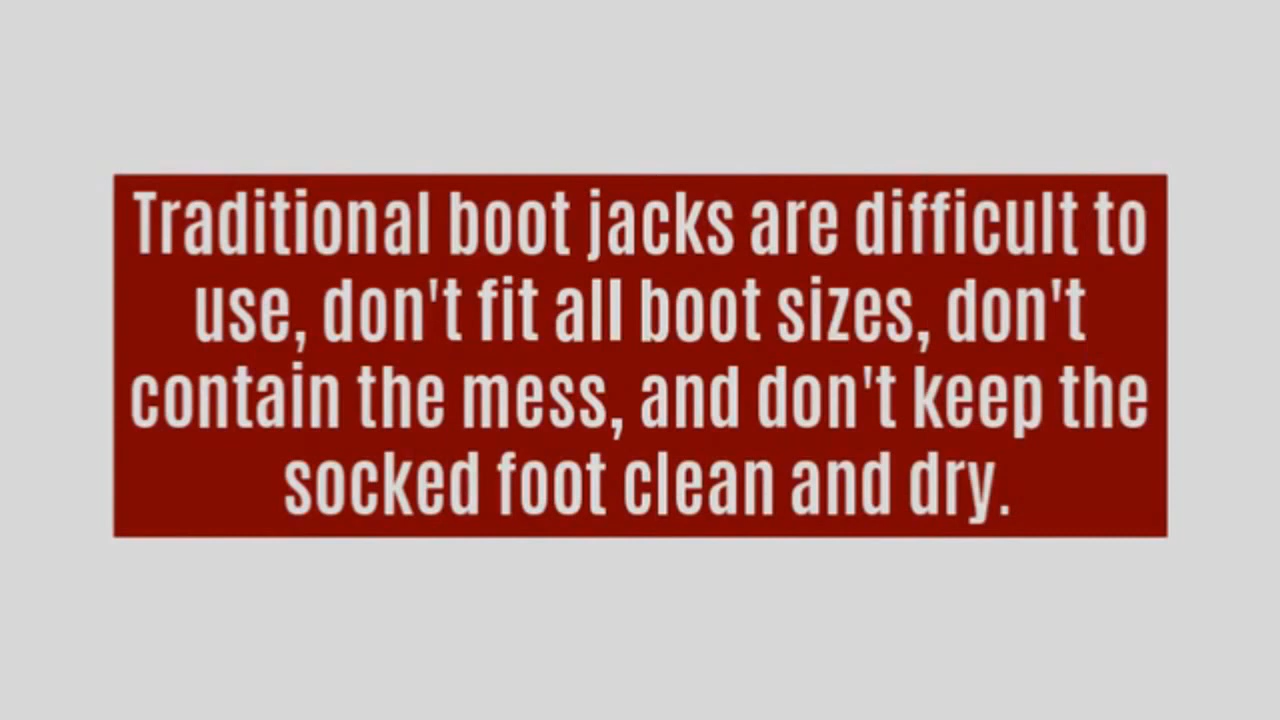 Traditional boot jacks are difficult to
use, don't fit all boot sizes, don't
contain the mess, and don't keep the
socked foot clean and dry.